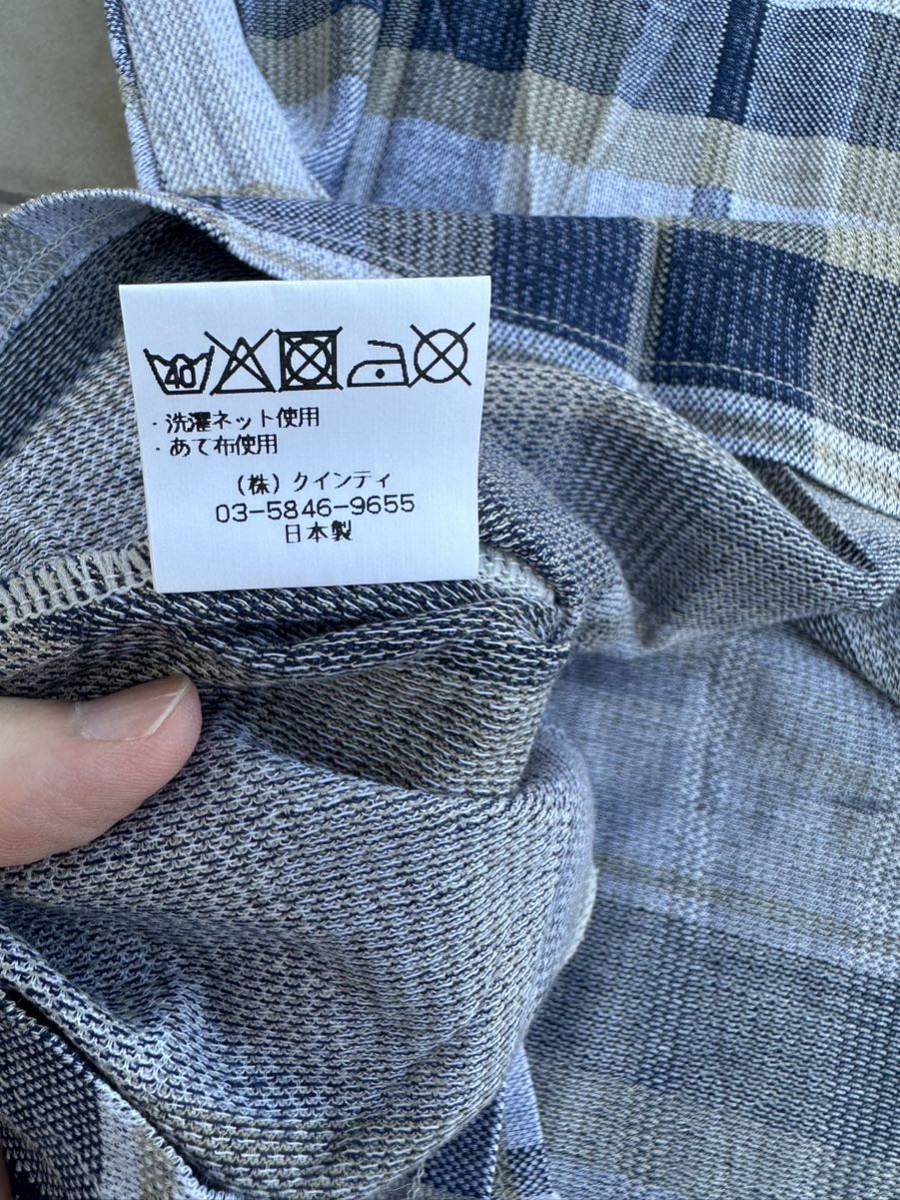 40
・洗濯ネット使用
・あて布使用
(株)クインティ
03-5846-9655
日本製